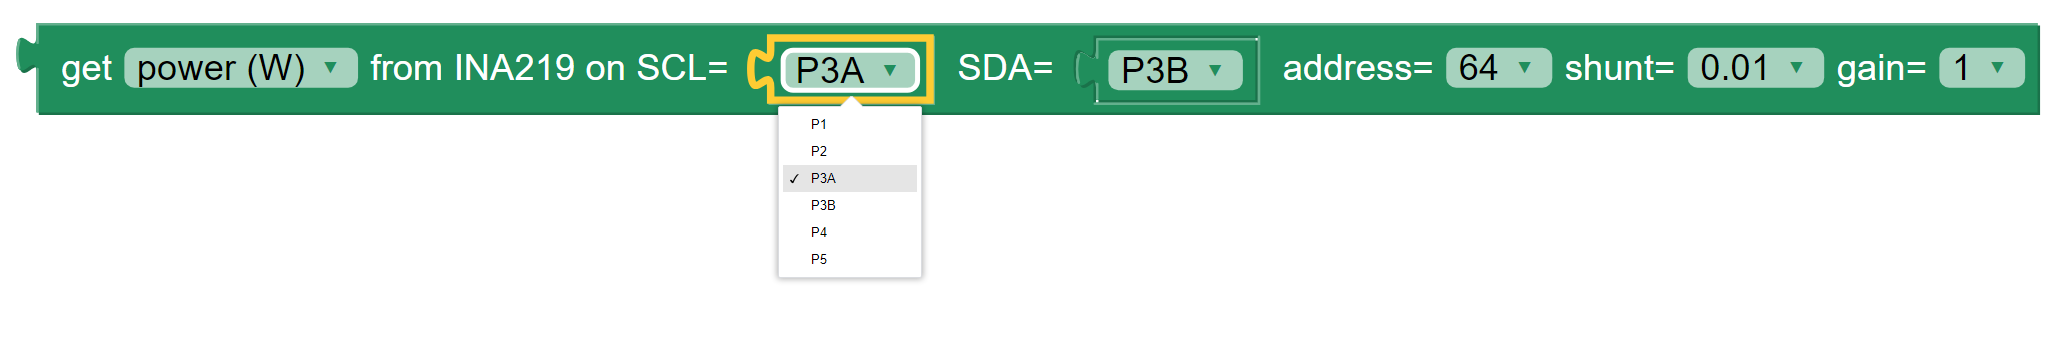 get power (W) ▼ from INA219 on SCL= P3A ▼ SDA= P3B ▼ address= 64 ▼ shunt= 0.01 ▼ gain= 1 ▼
P1
P2
✓ P3A
P3B
P4
P5